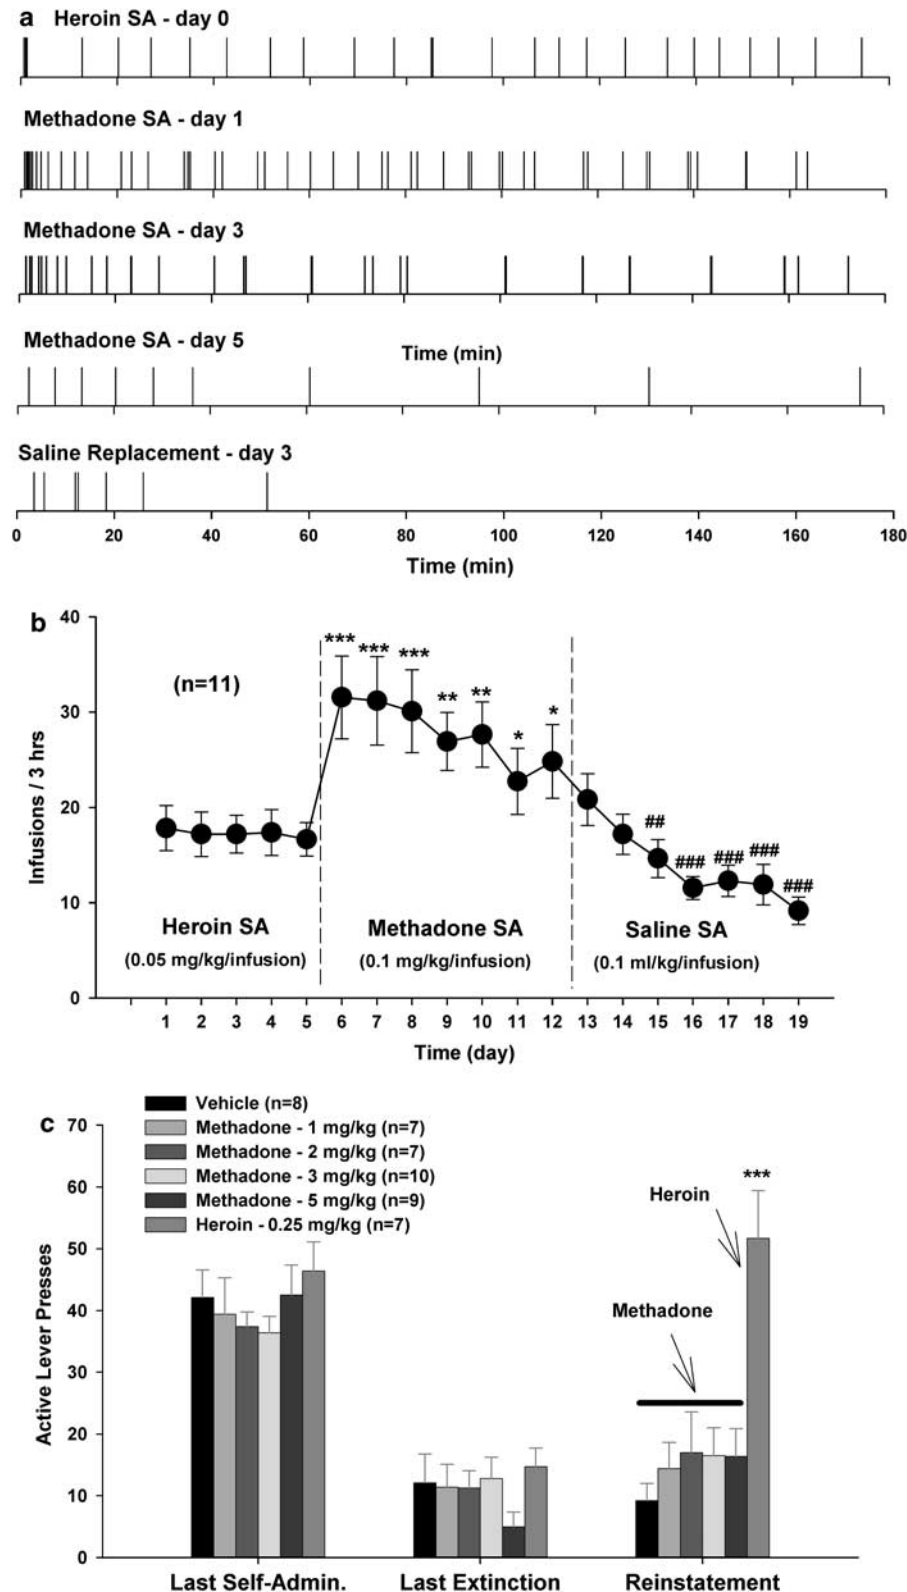 a Heroin SA - day 0
Methadone SA - day 1
Methadone SA - day 3
Methadone SA - day 5
Time (min)
Saline Replacement - day 3
0 20 40 60 80 100 120 140 160 180
Time (min)
b
40
30
20
10
0
Infusions / 3 hrs
(n=11)
*** *** *** ** ** * *
## ### ### ### ###
Heroin SA Methadone SA Saline SA
(0.05 mg/kg/infusion) (0.1 mg/kg/infusion) (0.1 ml/kg/infusion)
1 2 3 4 5 6 7 8 9 10 11 12 13 14 15 16 17 18 19
Time (day)
c
Vehicle (n=8)
Methadone - 1 mg/kg (n=7)
Methadone - 2 mg/kg (n=7)
Methadone - 3 mg/kg (n=10)
Methadone - 5 mg/kg (n=9)
Heroin - 0.25 mg/kg (n=7)
70
60
50
40
30
20
10
0
Active Lever Presses
***
Heroin
Methadone
Last Self-Admin. Last Extinction Reinstatement